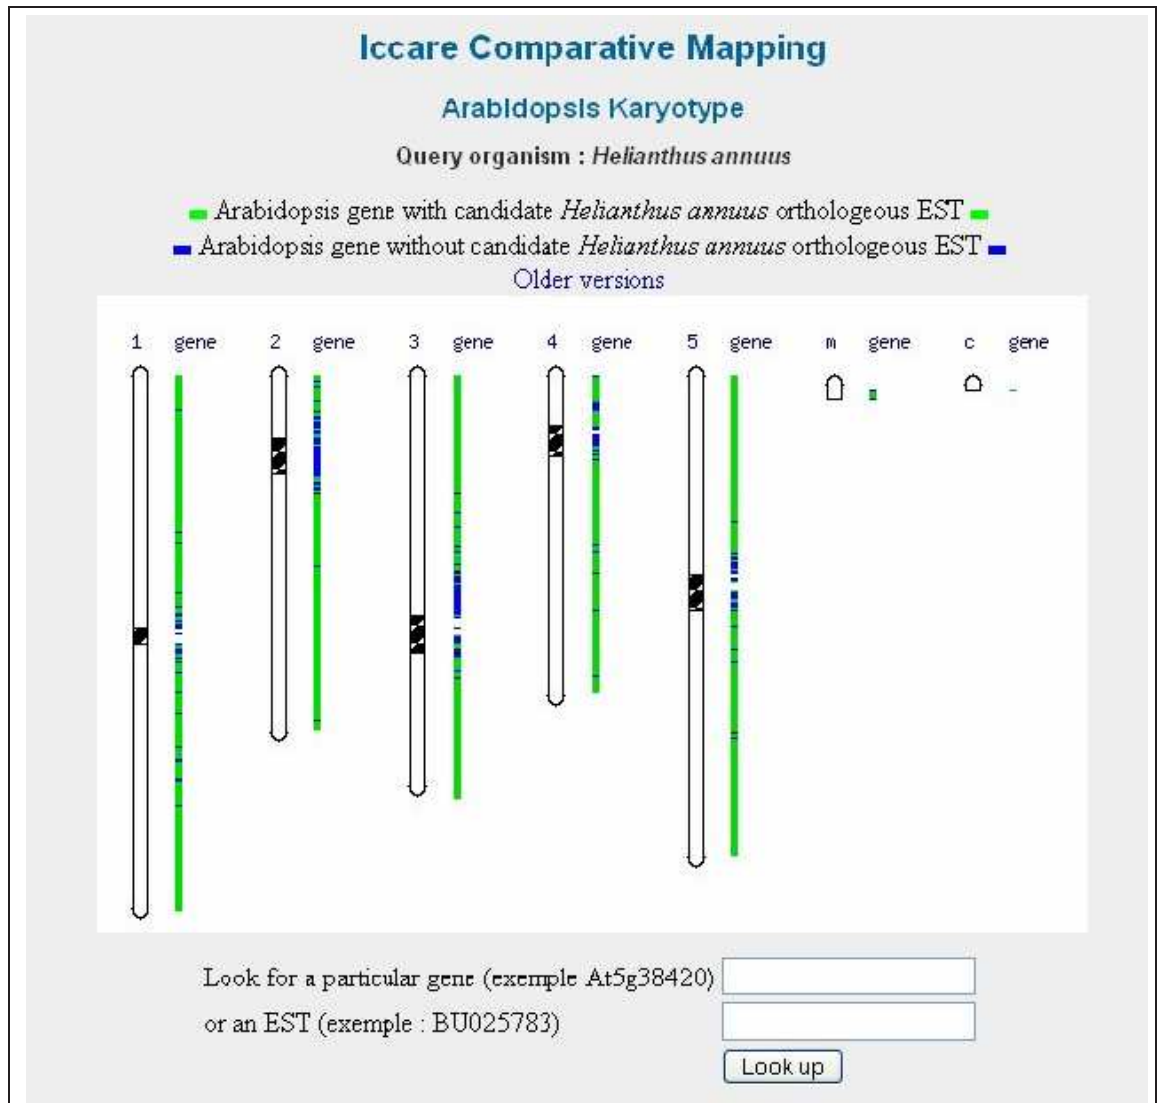 Iccare Comparative Mapping
Arabidopsis Karyotype
Query organism : Helianthus annuus
Arabidopsis gene with candidate Helianthus annuus orthologeous EST
Arabidopsis gene without candidate Helianthus annuus orthologeous EST
Older versions
1 gene 2 gene 3 gene 4 gene 5 gene m gene c gene
Look for a particular gene (exemple At5g38420)
or an EST (exemple : BU025783)
Look up